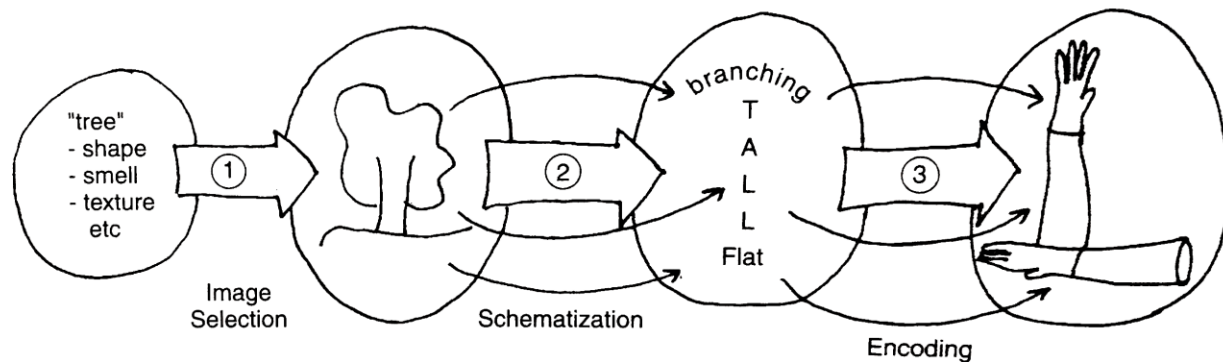 "tree"
- shape
- smell
- texture
etc
1
Image
Selection
2
Schematization
branching
T
A
L
L
Flat
3
Encoding